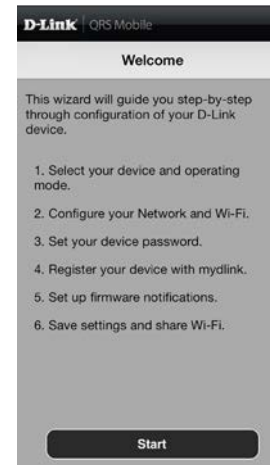 D-Link QRS Mobile
Welcome
This wizard will guide you step-by-step
through configuration of your D-Link
device.
1. Select your device and operating
mode.
2. Configure your Network and Wi-Fi.
3. Set your device password.
4. Register your device with mydlink.
5. Set up firmware notifications.
6. Save settings and share Wi-Fi.
Start